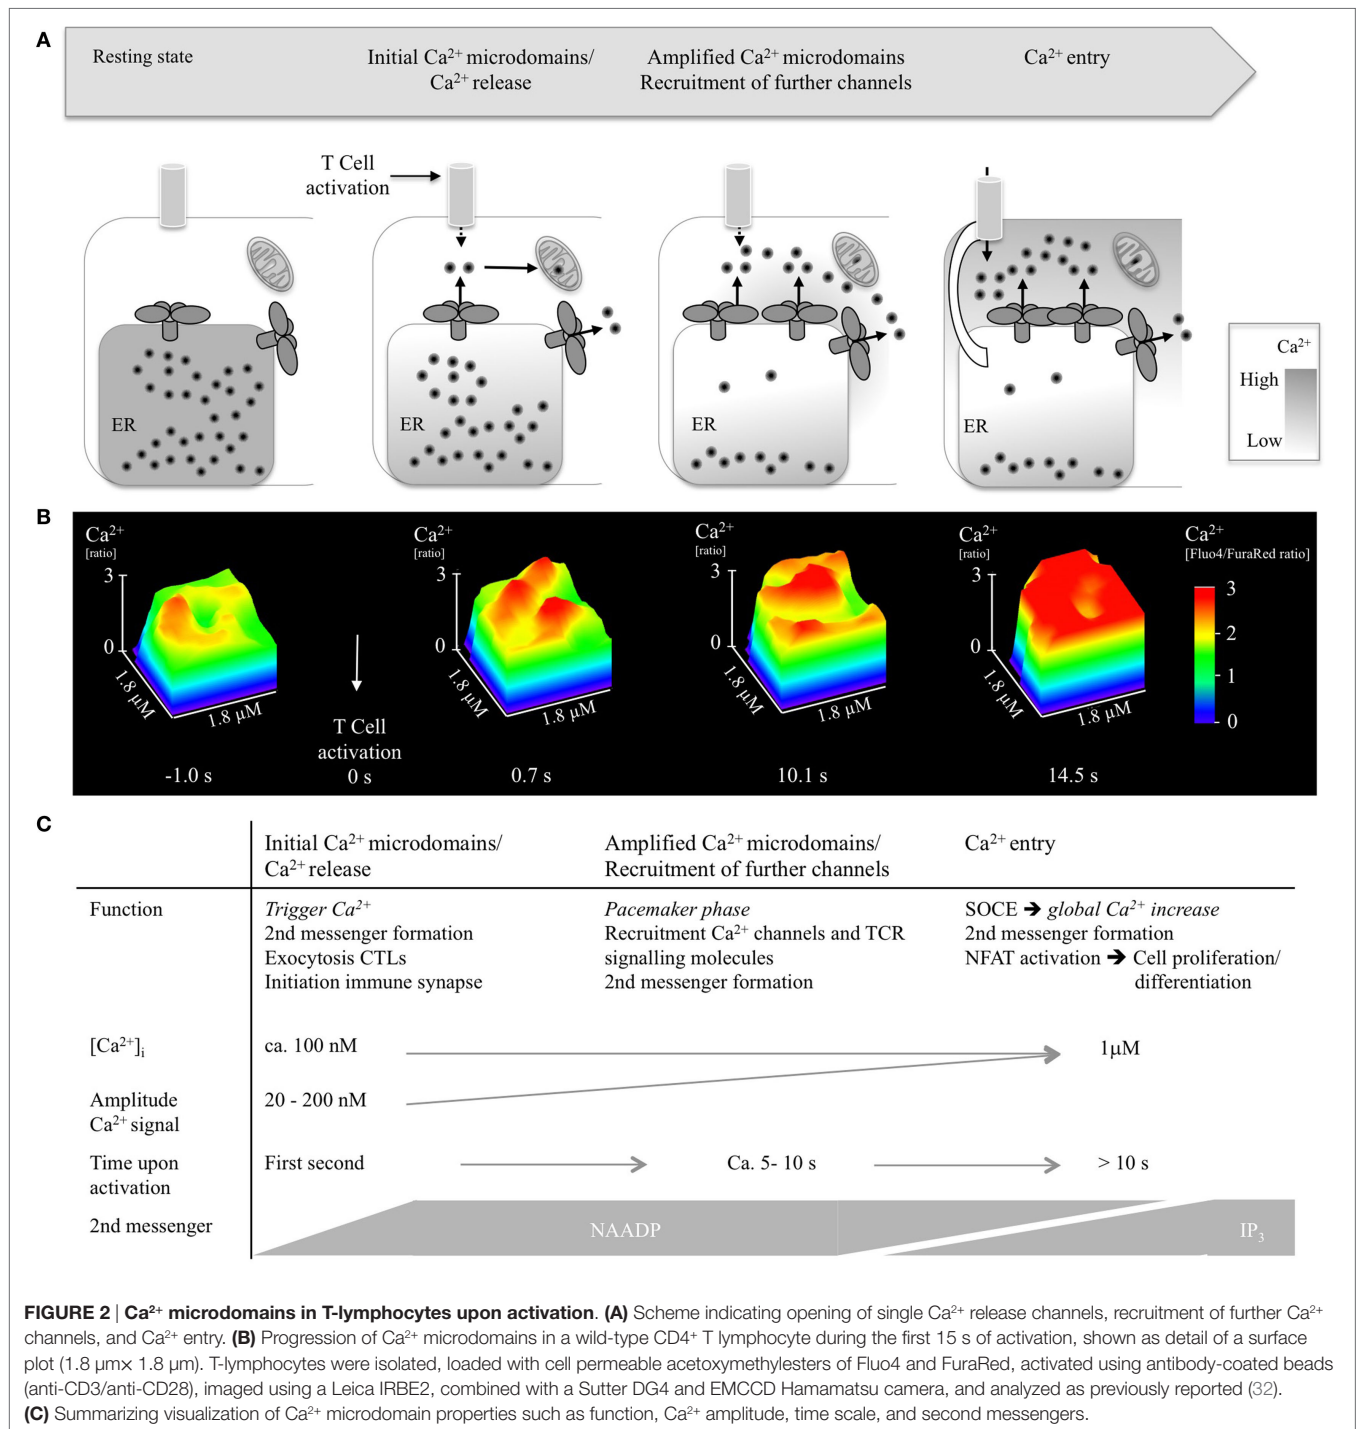 A
Resting state
Initial Ca²⁺ microdomains/
Ca²⁺ release
Amplified Ca²⁺ microdomains
Recruitment of further channels
Ca²⁺ entry
T Cell
activation
ER
ER
ER
ER
Ca²⁺
High
Low
B
Ca²⁺
[ratio]
3
0
1.8 µM
1.8 µM
-1.0 s
T Cell
activation
0 s
Ca²⁺
[ratio]
3
0
1.8 µM
1.8 µM
0.7 s
Ca²⁺
[ratio]
3
0
1.8 µM
1.8 µM
10.1 s
Ca²⁺
[ratio]
3
0
1.8 µM
1.8 µM
14.5 s
Ca²⁺
[Fluo4/FuraRed ratio]
3
2
1
0
C
Initial Ca²⁺ microdomains/
Ca²⁺ release
Amplified Ca²⁺ microdomains/
Recruitment of further channels
Ca²⁺ entry
Function
Trigger Ca²⁺
2nd messenger formation
Exocytosis CTLs
Initiation immune synapse
Pacemaker phase
Recruitment Ca²⁺ channels and TCR
signalling molecules
2nd messenger formation
SOCE ➔ global Ca²⁺ increase
2nd messenger formation
NFAT activation ➔ Cell proliferation/
differentiation
[Ca²⁺]ᵢ
ca. 100 nM
1µM
Amplitude
Ca²⁺ signal
20 - 200 nM
Time upon
activation
First second
Ca. 5- 10 s
> 10 s
2nd messenger
NAADP
IP₃
FIGURE 2 | Ca²⁺ microdomains in T-lymphocytes upon activation. (A) Scheme indicating opening of single Ca²⁺ release channels, recruitment of further Ca²⁺
channels, and Ca²⁺ entry. (B) Progression of Ca²⁺ microdomains in a wild-type CD4⁺ T lymphocyte during the first 15 s of activation, shown as detail of a surface
plot (1.8 µm× 1.8 µm). T-lymphocytes were isolated, loaded with cell permeable acetoxymethylesters of Fluo4 and FuraRed, activated using antibody-coated beads
(anti-CD3/anti-CD28), imaged using a Leica IRBE2, combined with a Sutter DG4 and EMCCD Hamamatsu camera, and analyzed as previously reported (32).
(C) Summarizing visualization of Ca²⁺ microdomain properties such as function, Ca²⁺ amplitude, time scale, and second messengers.